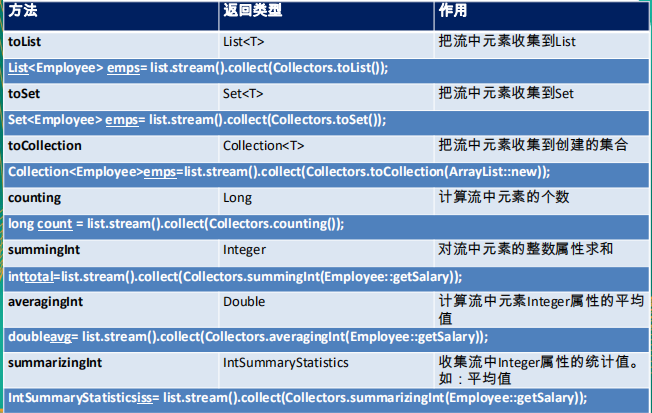 方法 返回类型 作用
toList List<T> 把流中元素收集到List
List<Employee> emps= list.stream().collect(Collectors.toList());
toSet Set<T> 把流中元素收集到Set
Set<Employee> emps= list.stream().collect(Collectors.toSet());
toCollection Collection<T> 把流中元素收集到创建的集合
Collection<Employee>emps=list.stream().collect(Collectors.toCollection(ArrayList::new));
counting Long 计算流中元素的个数
long count = list.stream().collect(Collectors.counting());
summingInt Integer 对流中元素的整数属性求和
inttotal=list.stream().collect(Collectors.summingInt(Employee::getSalary));
averagingInt Double 计算流中元素Integer属性的平均
值
doubleavg= list.stream().collect(Collectors.averagingInt(Employee::getSalary));
summarizingInt IntSummaryStatistics 收集流中Integer属性的统计值。
如：平均值
IntSummaryStatisticsiss= list.stream().collect(Collectors.summarizingInt(Employee::getSalary));